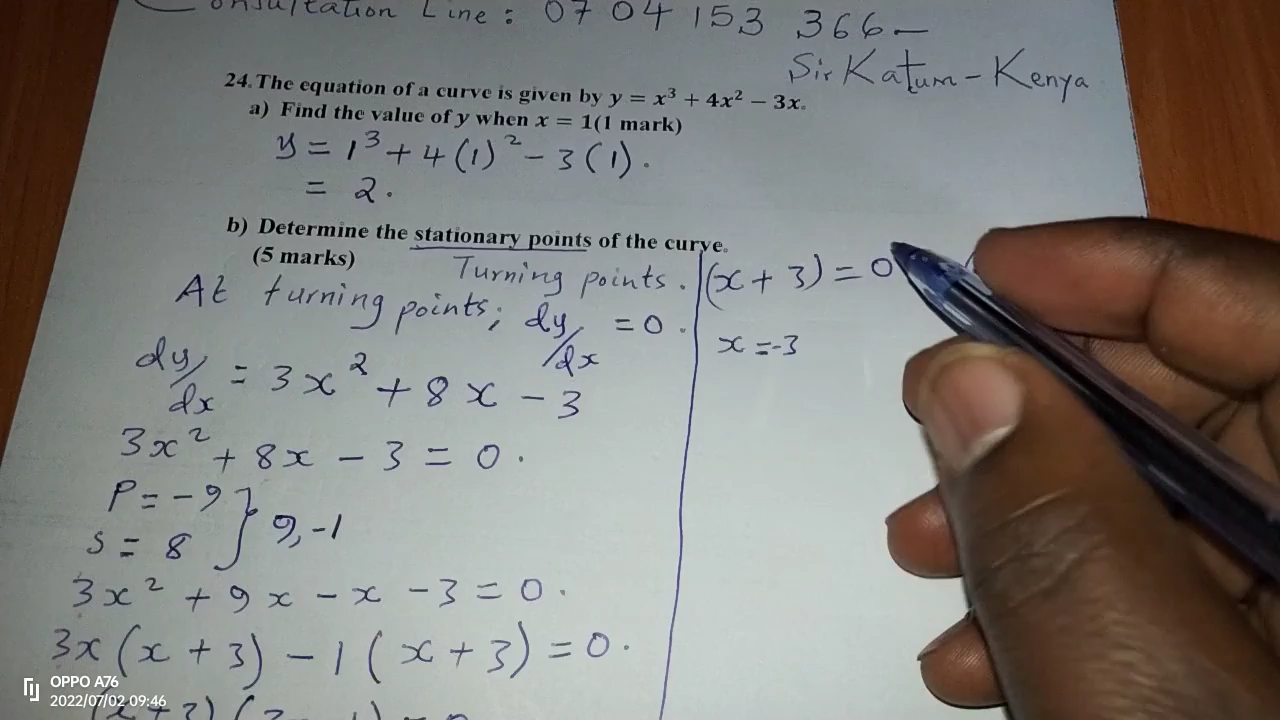 Consultation Line: 0704 153 366 –
Sir Katum - Kenya
24. The equation of a curve is given by y = x³ + 4x² − 3x.
a) Find the value of y when x = 1(1 mark)
y = 1³ + 4(1)² − 3(1).
= 2.
b) Determine the stationary points of the curve.
(5 marks)
Turning points.
At turning points; dy/dx = 0.
dy/dx = 3x² + 8x − 3
3x² + 8x − 3 = 0.
P = −9
S = 8 } 9, −1
3x² + 9x − x − 3 = 0.
3x(x + 3) − 1(x + 3) = 0.
(x + 3) = 0
x = −3
OPPO A76
2022/07/02 09:46